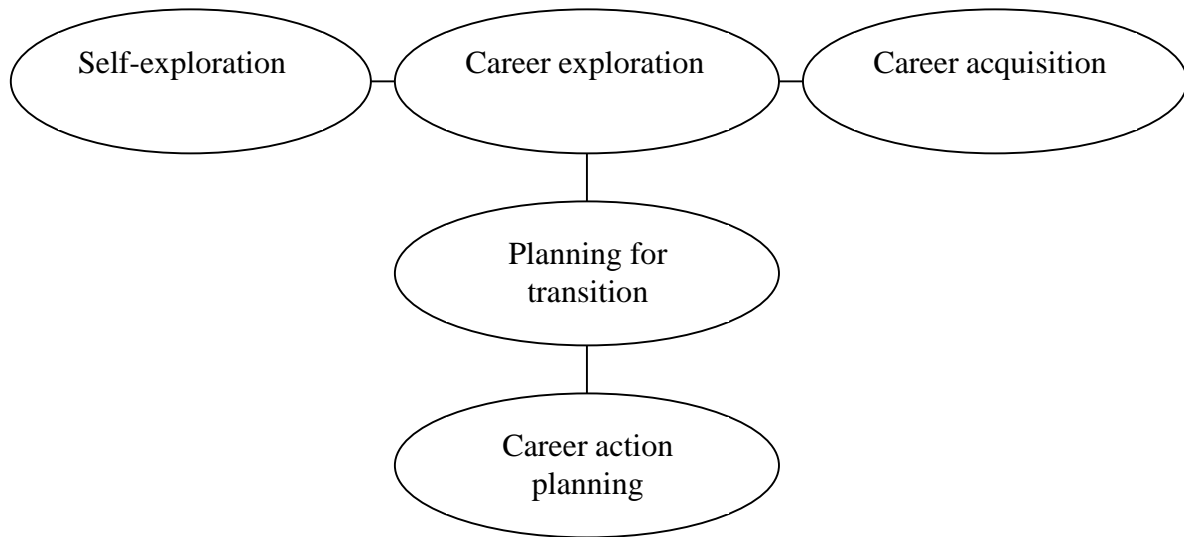 Self-exploration
Career exploration
Career acquisition
Planning for
transition
Career action
planning